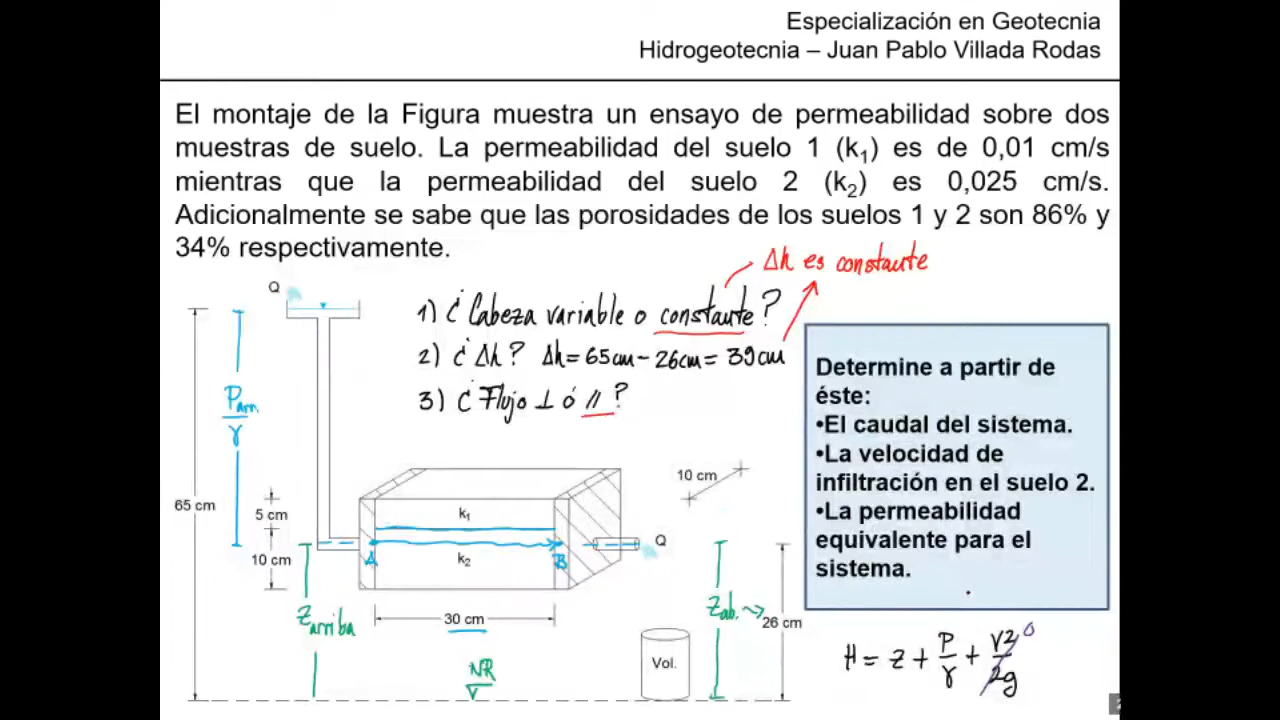 Especialización en Geotecnia
Hidrogeotecnia – Juan Pablo Villada Rodas
El montaje de la Figura muestra un ensayo de permeabilidad sobre dos
muestras de suelo. La permeabilidad del suelo 1 (k₁) es de 0,01 cm/s
mientras que la permeabilidad del suelo 2 (k₂) es 0,025 cm/s.
Adicionalmente se sabe que las porosidades de los suelos 1 y 2 son 86% y
34% respectivamente.
Δh es constante
Q
1) ¿ Cabeza variable o constante ?
2) ¿ Δh ? Δh = 65cm – 26cm = 39cm
3) ¿ Flujo ⊥ ó // ?
Determine a partir de
éste:
•El caudal del sistema.
•La velocidad de
infiltración en el suelo 2.
•La permeabilidad
equivalente para el
sistema.
Parr.
γ
65 cm
5 cm
10 cm
10 cm
k₁
k₂
A
B
Q
Zarriba
30 cm
Zab.
26 cm
NR
Vol.
H = z + P/γ + V²/2g 0